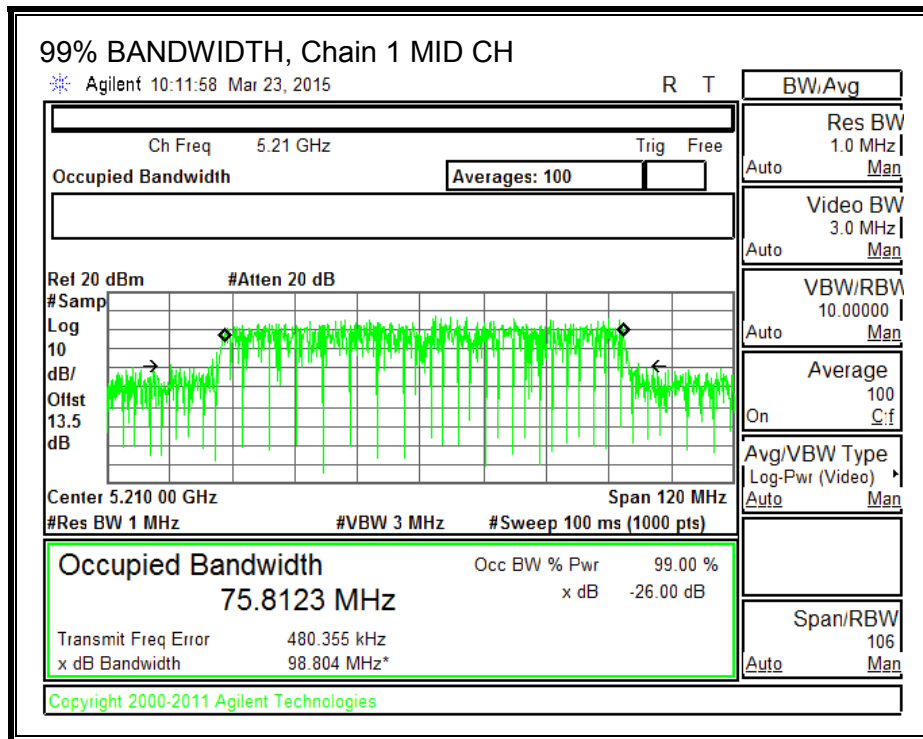 99% BANDWIDTH, Chain 1 MID CH
Agilent 10:11:58 Mar 23, 2015 R T
BW/Avg
Ch Freq 5.21 GHz Trig Free
Occupied Bandwidth Averages: 100
Ref 20 dBm #Atten 20 dB
#Samp
Log
10
dB/
Offst
13.5
dB
Center 5.210 00 GHz Span 120 MHz
#Res BW 1 MHz #VBW 3 MHz #Sweep 100 ms (1000 pts)
Occupied Bandwidth
75.8123 MHz
Occ BW % Pwr 99.00 %
x dB -26.00 dB
Transmit Freq Error 480.355 kHz
x dB Bandwidth 98.804 MHz*
Copyright 2000-2011 Agilent Technologies
Res BW
1.0 MHz
Auto Man
Video BW
3.0 MHz
Auto Man
VBW/RBW
10.00000
Auto Man
Average
100
On Off
Avg/VBW Type
Log-Pwr (Video)
Auto Man
Span/RBW
106
Auto Man